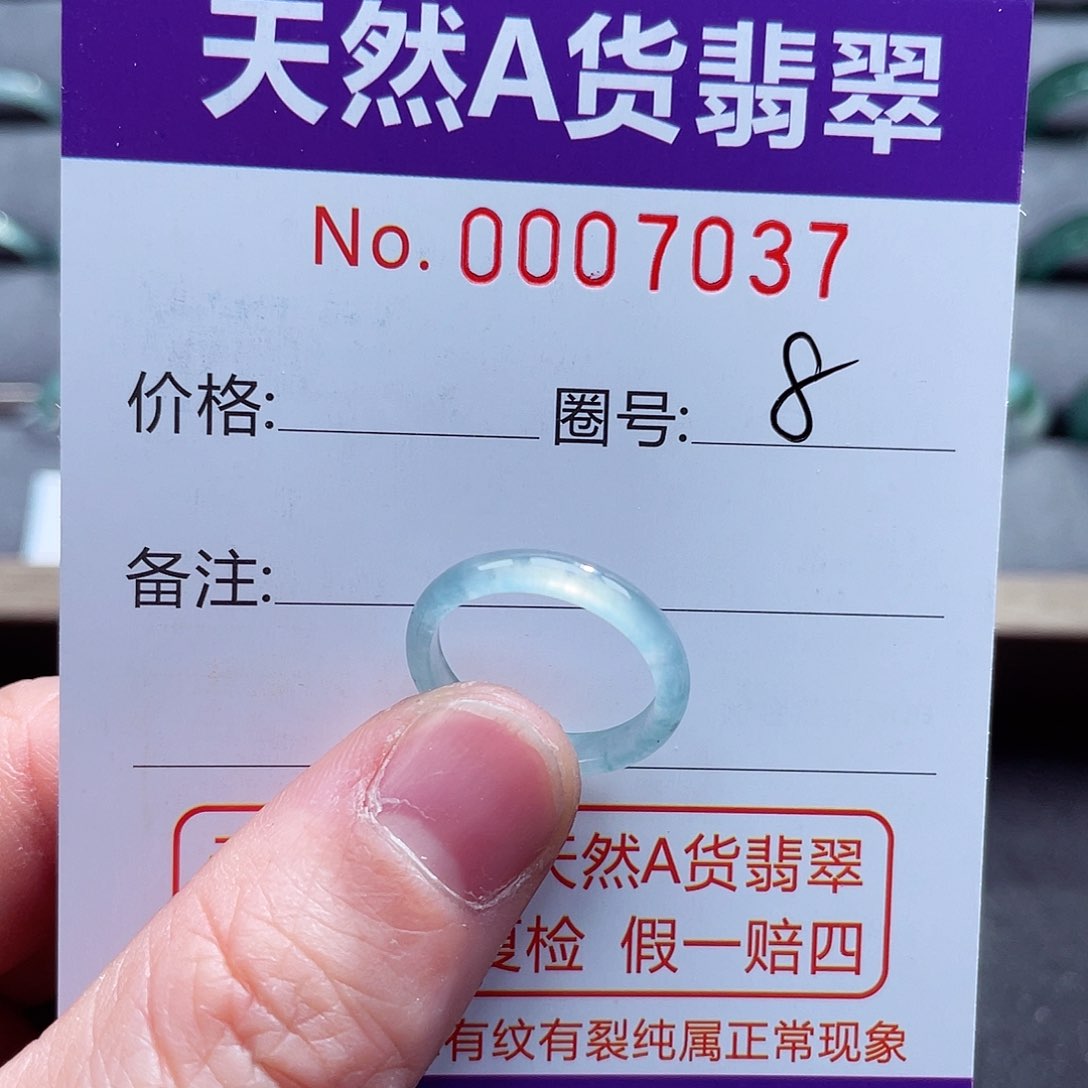 天然A货翡翠
No. 0007037
价格: 圈号: 8
备注:
天然A货翡翠
复检 假一赔四
有纹有裂纯属正常现象